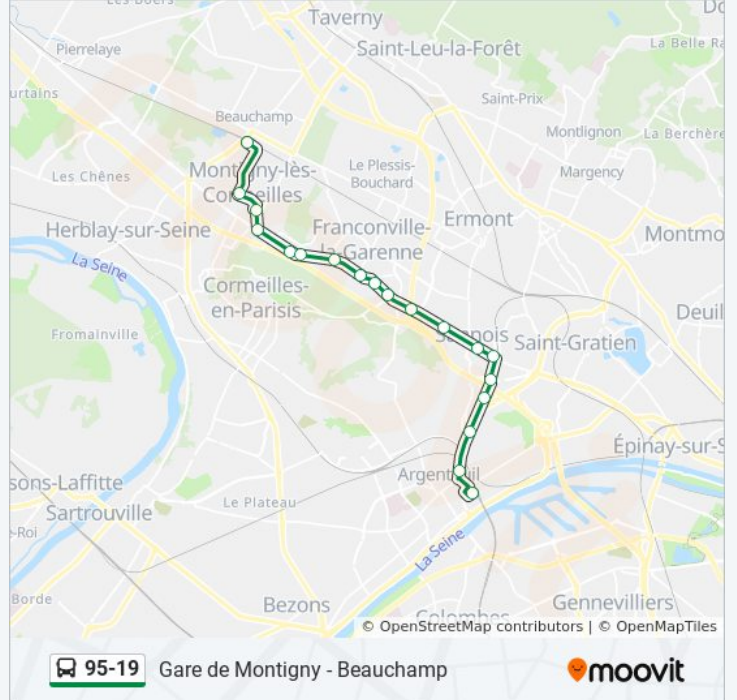 Taverny
Saint-Leu-la-Forêt
Pierrelaye
La Belle
Saint-Prix
Beauchamp
Montlignon
La Berchère
Le Plessis-
Bouchard
Margency
Montigny-lès-
Cormeilles
Les Chênes
Ermont
Herblay-sur-Seine
Franconville-
la-Garenne
La Seine
Cormeilles-
en-Parisis
Fromainville
Sannois
Saint-Gratien
Deuil
Épinay-sur-S
sons-Laffitte
Argenteuil
Sartrouville
Le Plateau
e-Roi
La Seine
Borde
Bezons
Gennevilliers
Colombes
© OpenStreetMap contributors | © OpenMapTiles
95-19
Gare de Montigny - Beauchamp
moovit